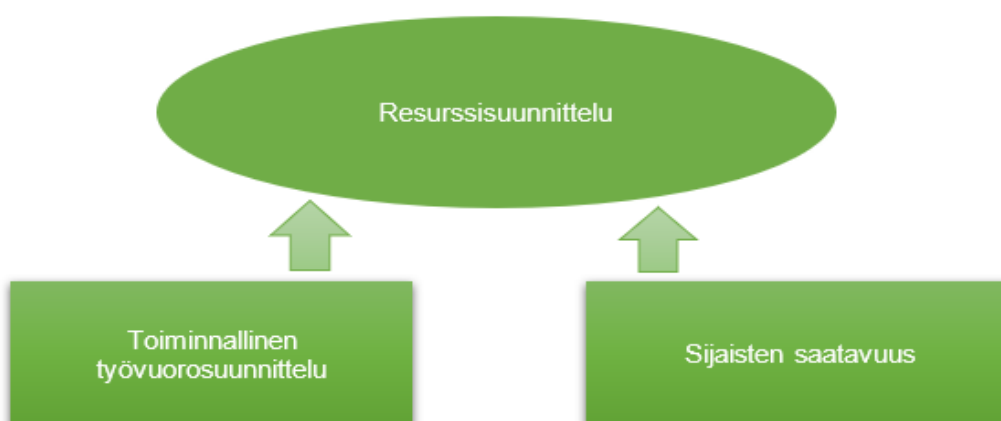 Resurssisuunnittelu
Toiminnallinen
työvuorosuunnittelu
Sijaisten saatavuus